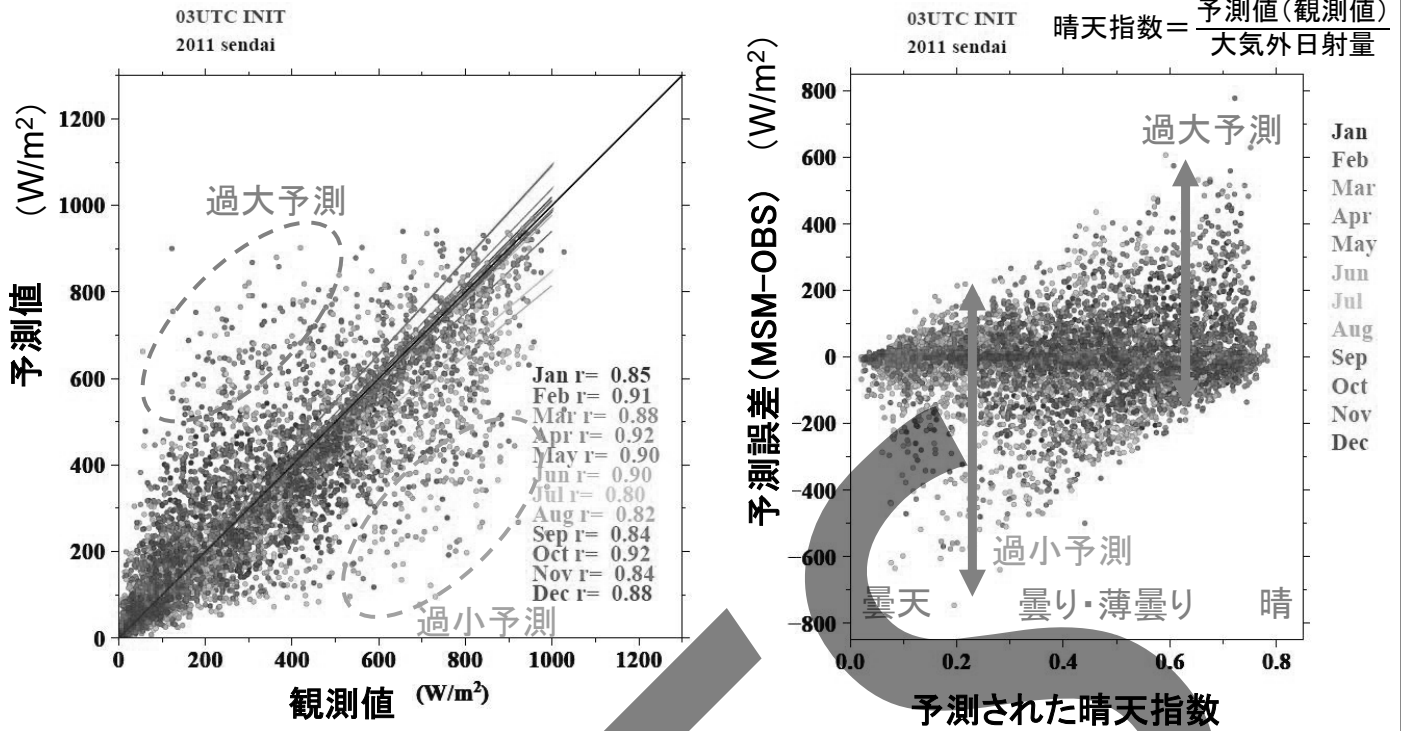 03UTC INIT
2011 sendai
予測値 (W/m²)
1200
1000
800
600
400
200
0
過大予測
過小予測
Jan r= 0.85
Feb r= 0.91
Mar r= 0.88
Apr r= 0.92
May r= 0.90
Jun r= 0.90
Jul r= 0.80
Aug r= 0.82
Sep r= 0.84
Oct r= 0.92
Nov r= 0.84
Dec r= 0.88
0 200 400 600 800 1000 1200
観測値 (W/m²)
03UTC INIT
2011 sendai
晴天指数＝予測値(観測値)
大気外日射量
予測誤差(MSM-OBS) (W/m²)
800
600
400
200
0
−200
−400
−600
−800
過大予測
過小予測
曇天 曇り・薄曇り 晴
0.0 0.2 0.4 0.6 0.8
予測された晴天指数
Jan
Feb
Mar
Apr
May
Jun
Jul
Aug
Sep
Oct
Nov
Dec